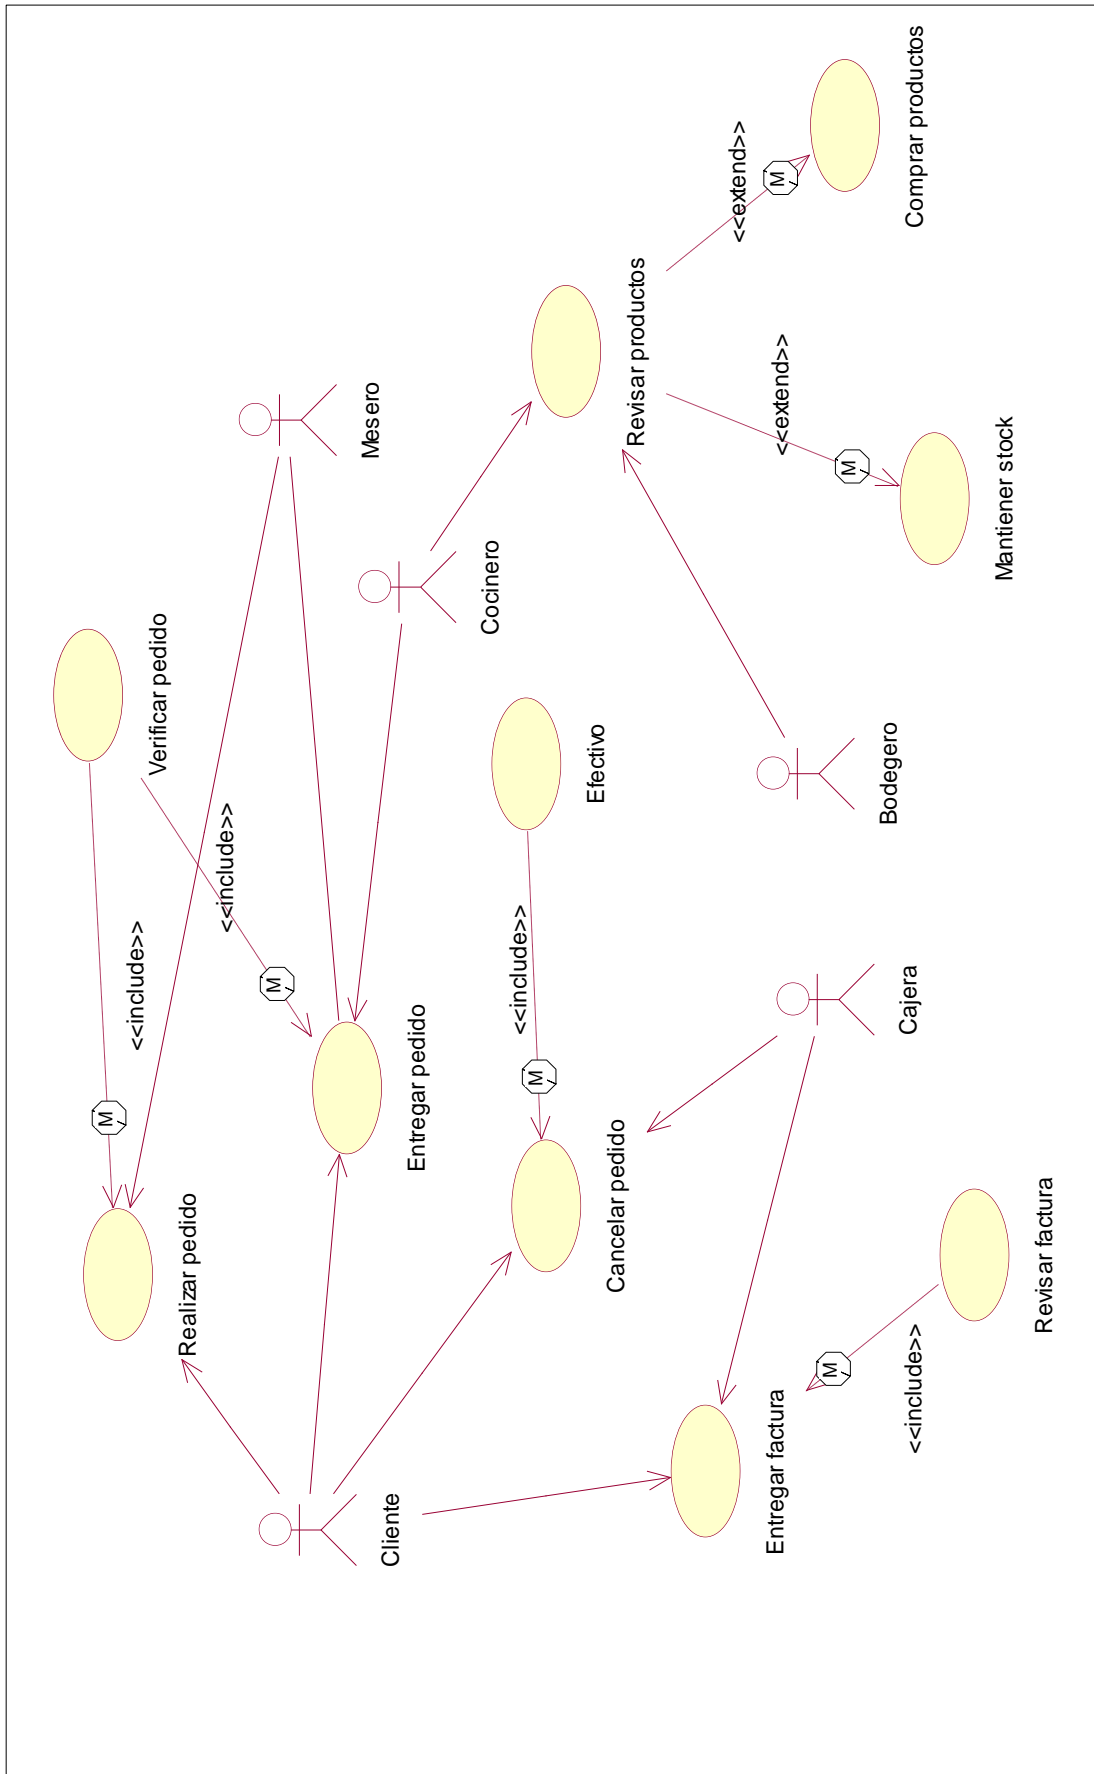 M
<<include>>
Verificar pedido
Realizar pedido
<<include>>
M
Mesero
Cliente
Entregar pedido
Cocinero
<<include>>
M
Efectivo
Cancelar pedido
Revisar productos
<<extend>>
M
Entregar factura
<<extend>>
M
M
Bodegero
Cajera
<<include>>
Comprar productos
Mantiener stock
Revisar factura